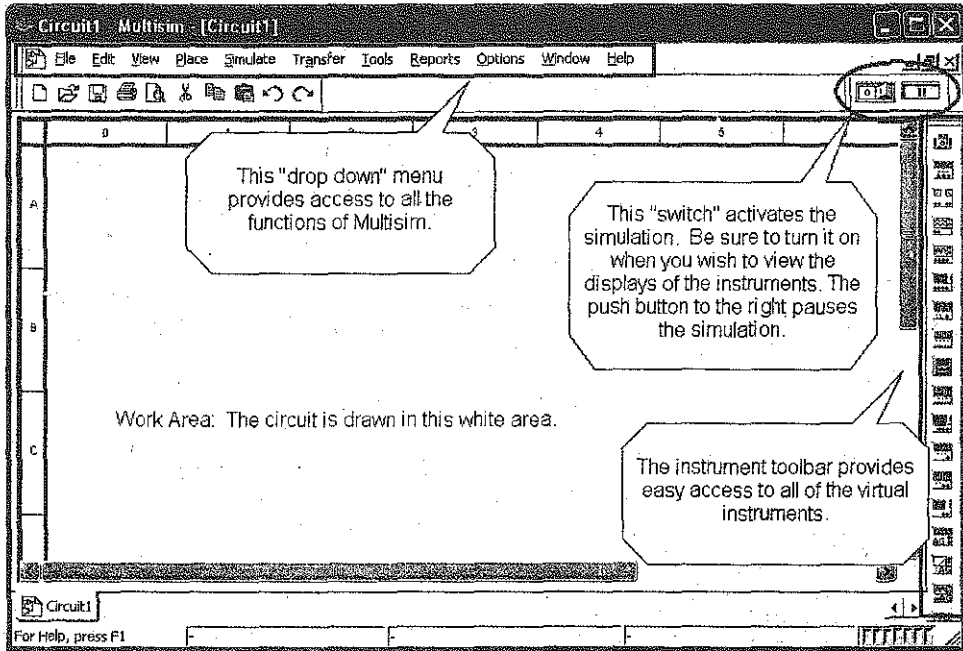 Circuit1 - Multisim - [Circuit1]
File Edit View Place Simulate Transfer Tools Reports Options Window Help
0 1 2 3 4 5
A
This "drop down" menu
provides access to all the
functions of Multisim.
This "switch" activates the
simulation. Be sure to turn it on
when you wish to view the
displays of the instruments. The
push button to the right pauses
the simulation.
B
Work Area: The circuit is drawn in this white area.
C
The instrument toolbar provides
easy access to all of the virtual
instruments.
Circuit1
For Help, press F1